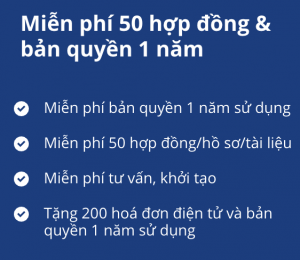 Miễn phí 50 hợp đồng &
bản quyền 1 năm
Miễn phí bản quyền 1 năm sử dụng
Miễn phí 50 hợp đồng/hồ sơ/tài liệu
Miễn phí tư vấn, khởi tạo
Tặng 200 hoá đơn điện tử và bản
quyền 1 năm sử dụng